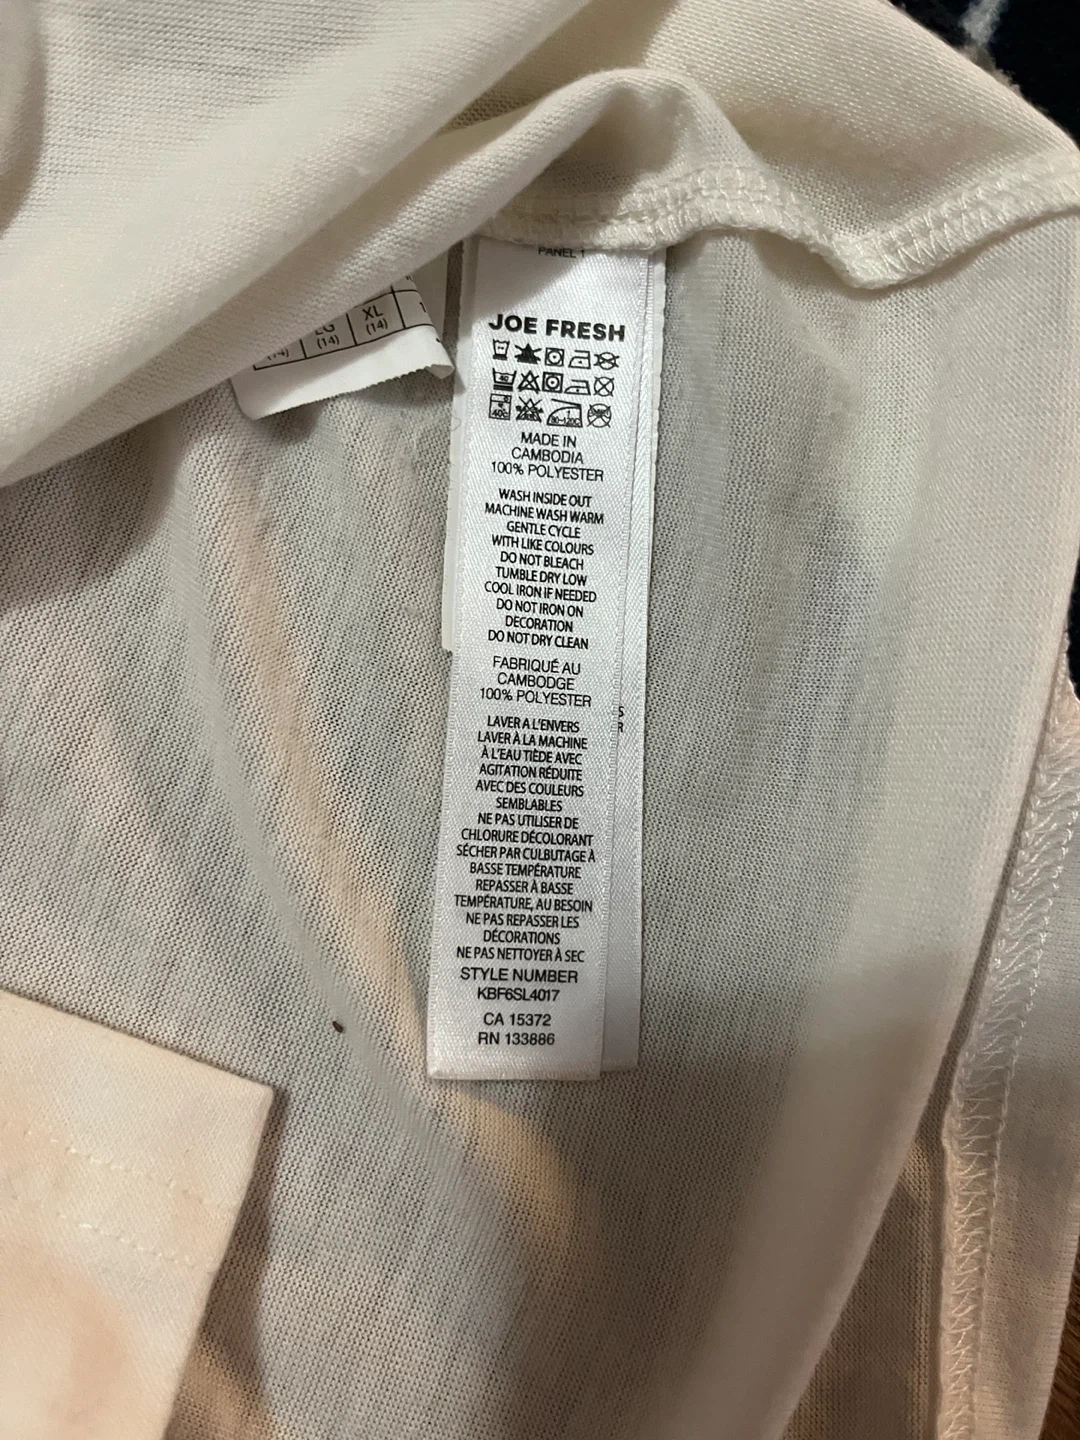 PANEL 1
JOE FRESH
40C
80-120C
MADE IN
CAMBODIA
100% POLYESTER
WASH INSIDE OUT
MACHINE WASH WARM
GENTLE CYCLE
WITH LIKE COLOURS
DO NOT BLEACH
TUMBLE DRY LOW
COOL IRON IF NEEDED
DO NOT IRON ON
DECORATION
DO NOT DRY CLEAN
FABRIQUÉ AU
CAMBODGE
100% POLYESTER
LAVER A L'ENVERS
LAVER À LA MACHINE
À L'EAU TIÈDE AVEC
AGITATION RÉDUITE
AVEC DES COULEURS
SEMBLABLES
NE PAS UTILISER DE
CHLORURE DÉCOLORANT
SÉCHER PAR CULBUTAGE À
BASSE TEMPÉRATURE
REPASSER À BASSE
TEMPÉRATURE, AU BESOIN
NE PAS REPASSER LES
DÉCORATIONS
NE PAS NETTOYER À SEC
STYLE NUMBER
KBF6SL4017
CA 15372
RN 133886
XL
(14) (14)